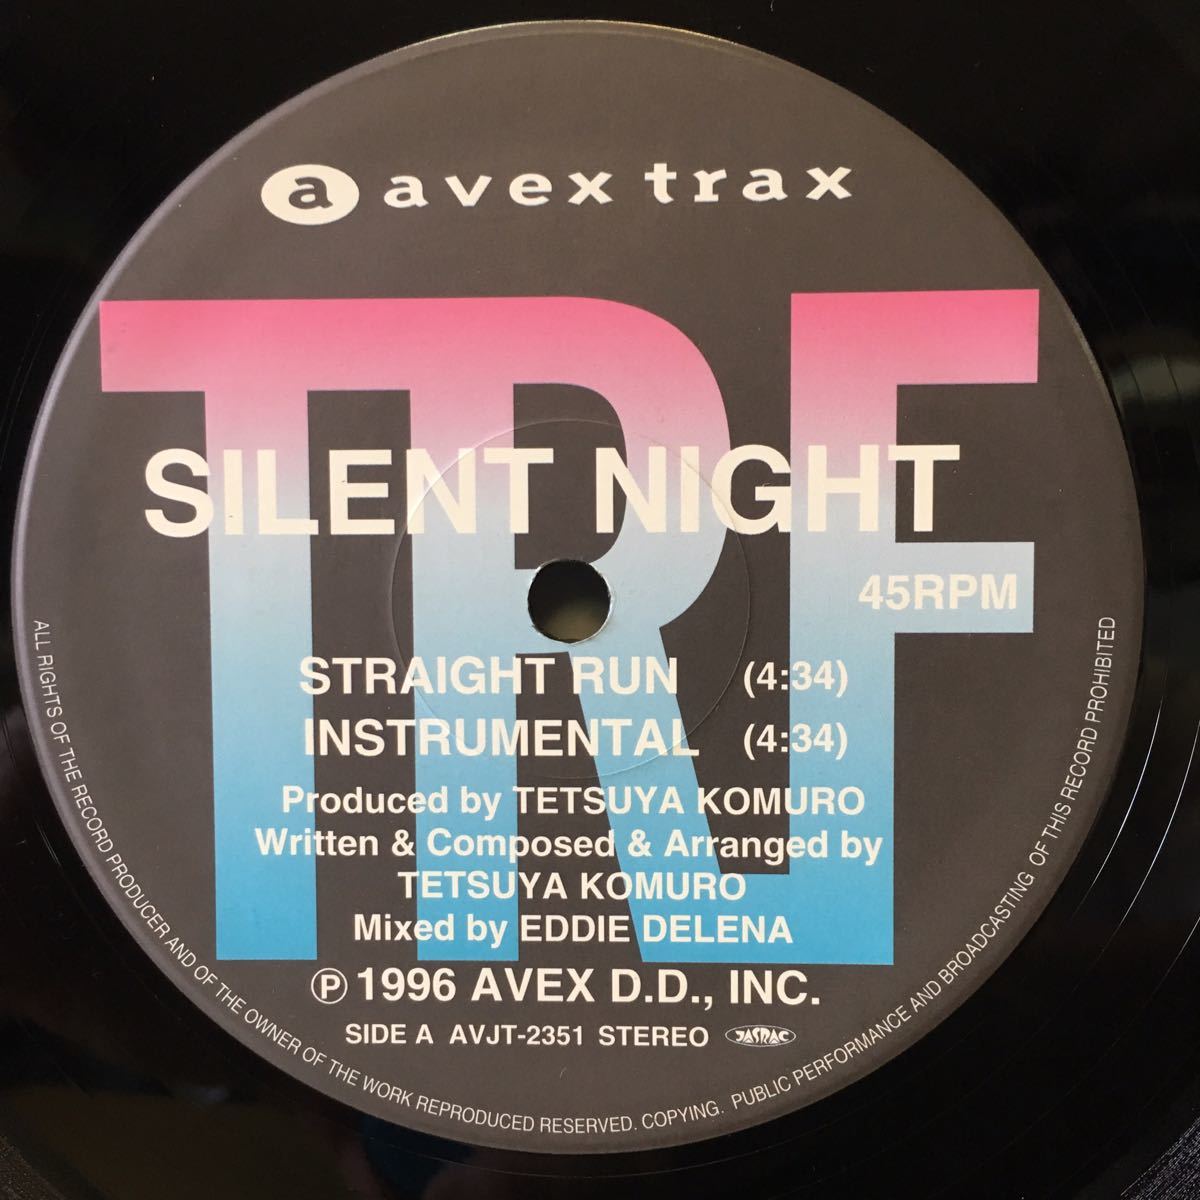 a avex trax
TRF
SILENT NIGHT
45RPM
STRAIGHT RUN (4:34)
INSTRUMENTAL (4:34)
Produced by TETSUYA KOMURO
Written & Composed & Arranged by
TETSUYA KOMURO
Mixed by EDDIE DELENA
Ⓟ 1996 AVEX D.D., INC.
SIDE A AVJT-2351 STEREO JASRAC
ALL RIGHTS OF THE RECORD PRODUCER AND OF THE OWNER OF THE WORK REPRODUCED RESERVED. COPYING. PUBLIC PERFORMANCE AND BROADCASTING OF THIS RECORD PROHIBITED